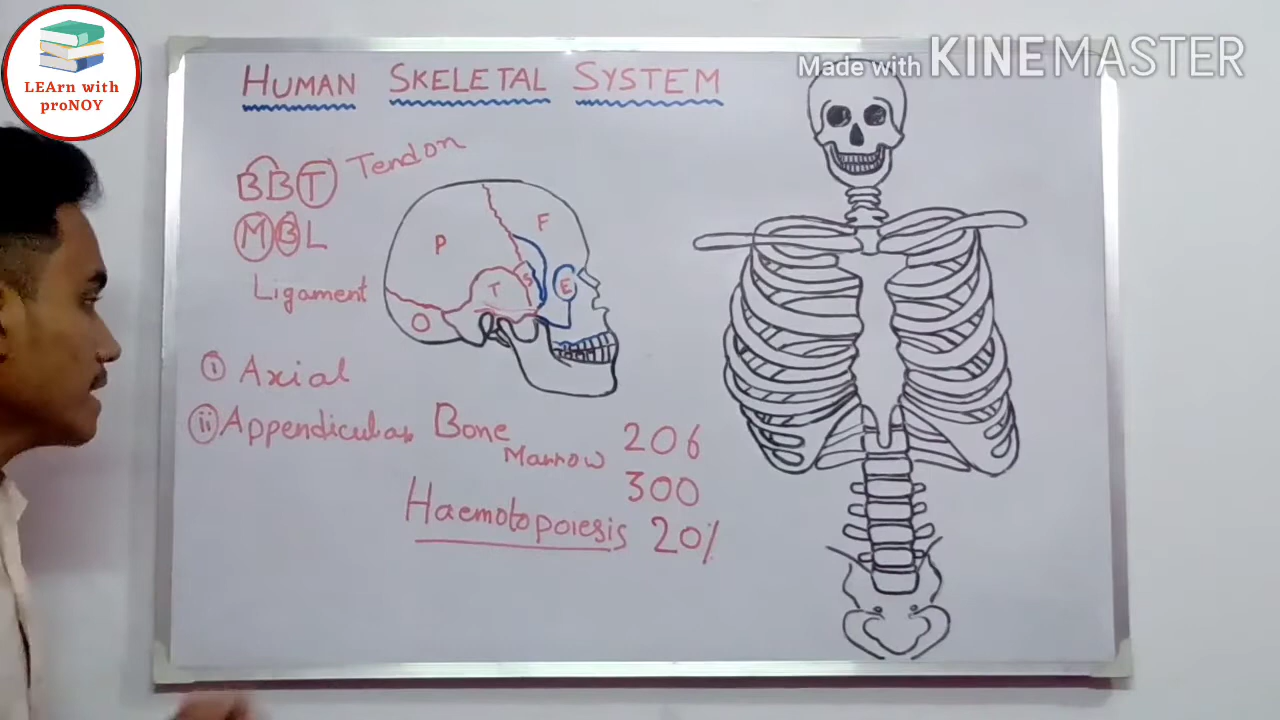 LEArn with
proNOY
Made with KINEMASTER
HUMAN SKELETAL SYSTEM
BBT Tendon
MBL
Ligament
P
F
T
S
E
O
i Axial
ii Appendicular
Bone
Marrow
206
300
Haemotopoiesis 20%